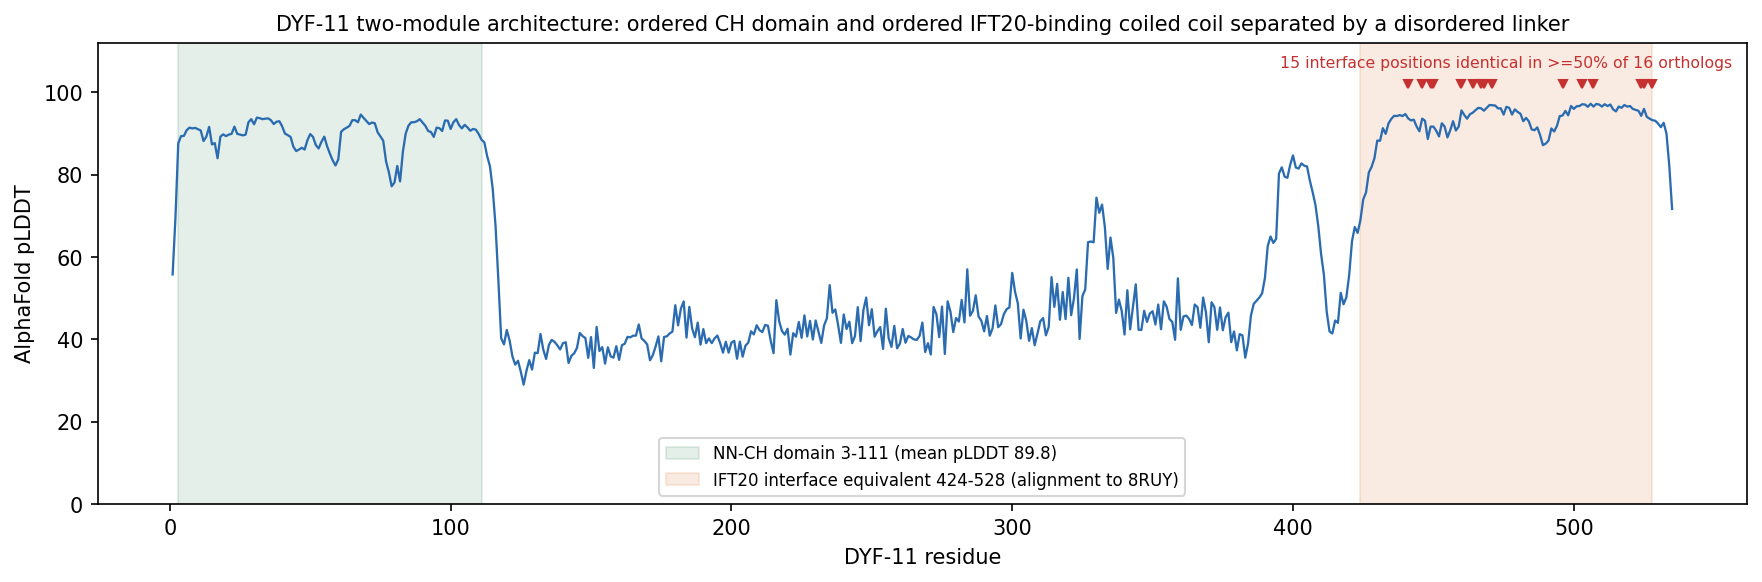 DYF-11 two-module architecture: ordered CH domain and ordered IFT20-binding coiled coil separated by a disordered linker
15 interface positions identical in >=50% of 16 orthologs
AlphaFold pLDDT
100
80
60
40
20
0
NN-CH domain 3-111 (mean pLDDT 89.8)
IFT20 interface equivalent 424-528 (alignment to 8RUY)
0 100 200 300 400 500
DYF-11 residue